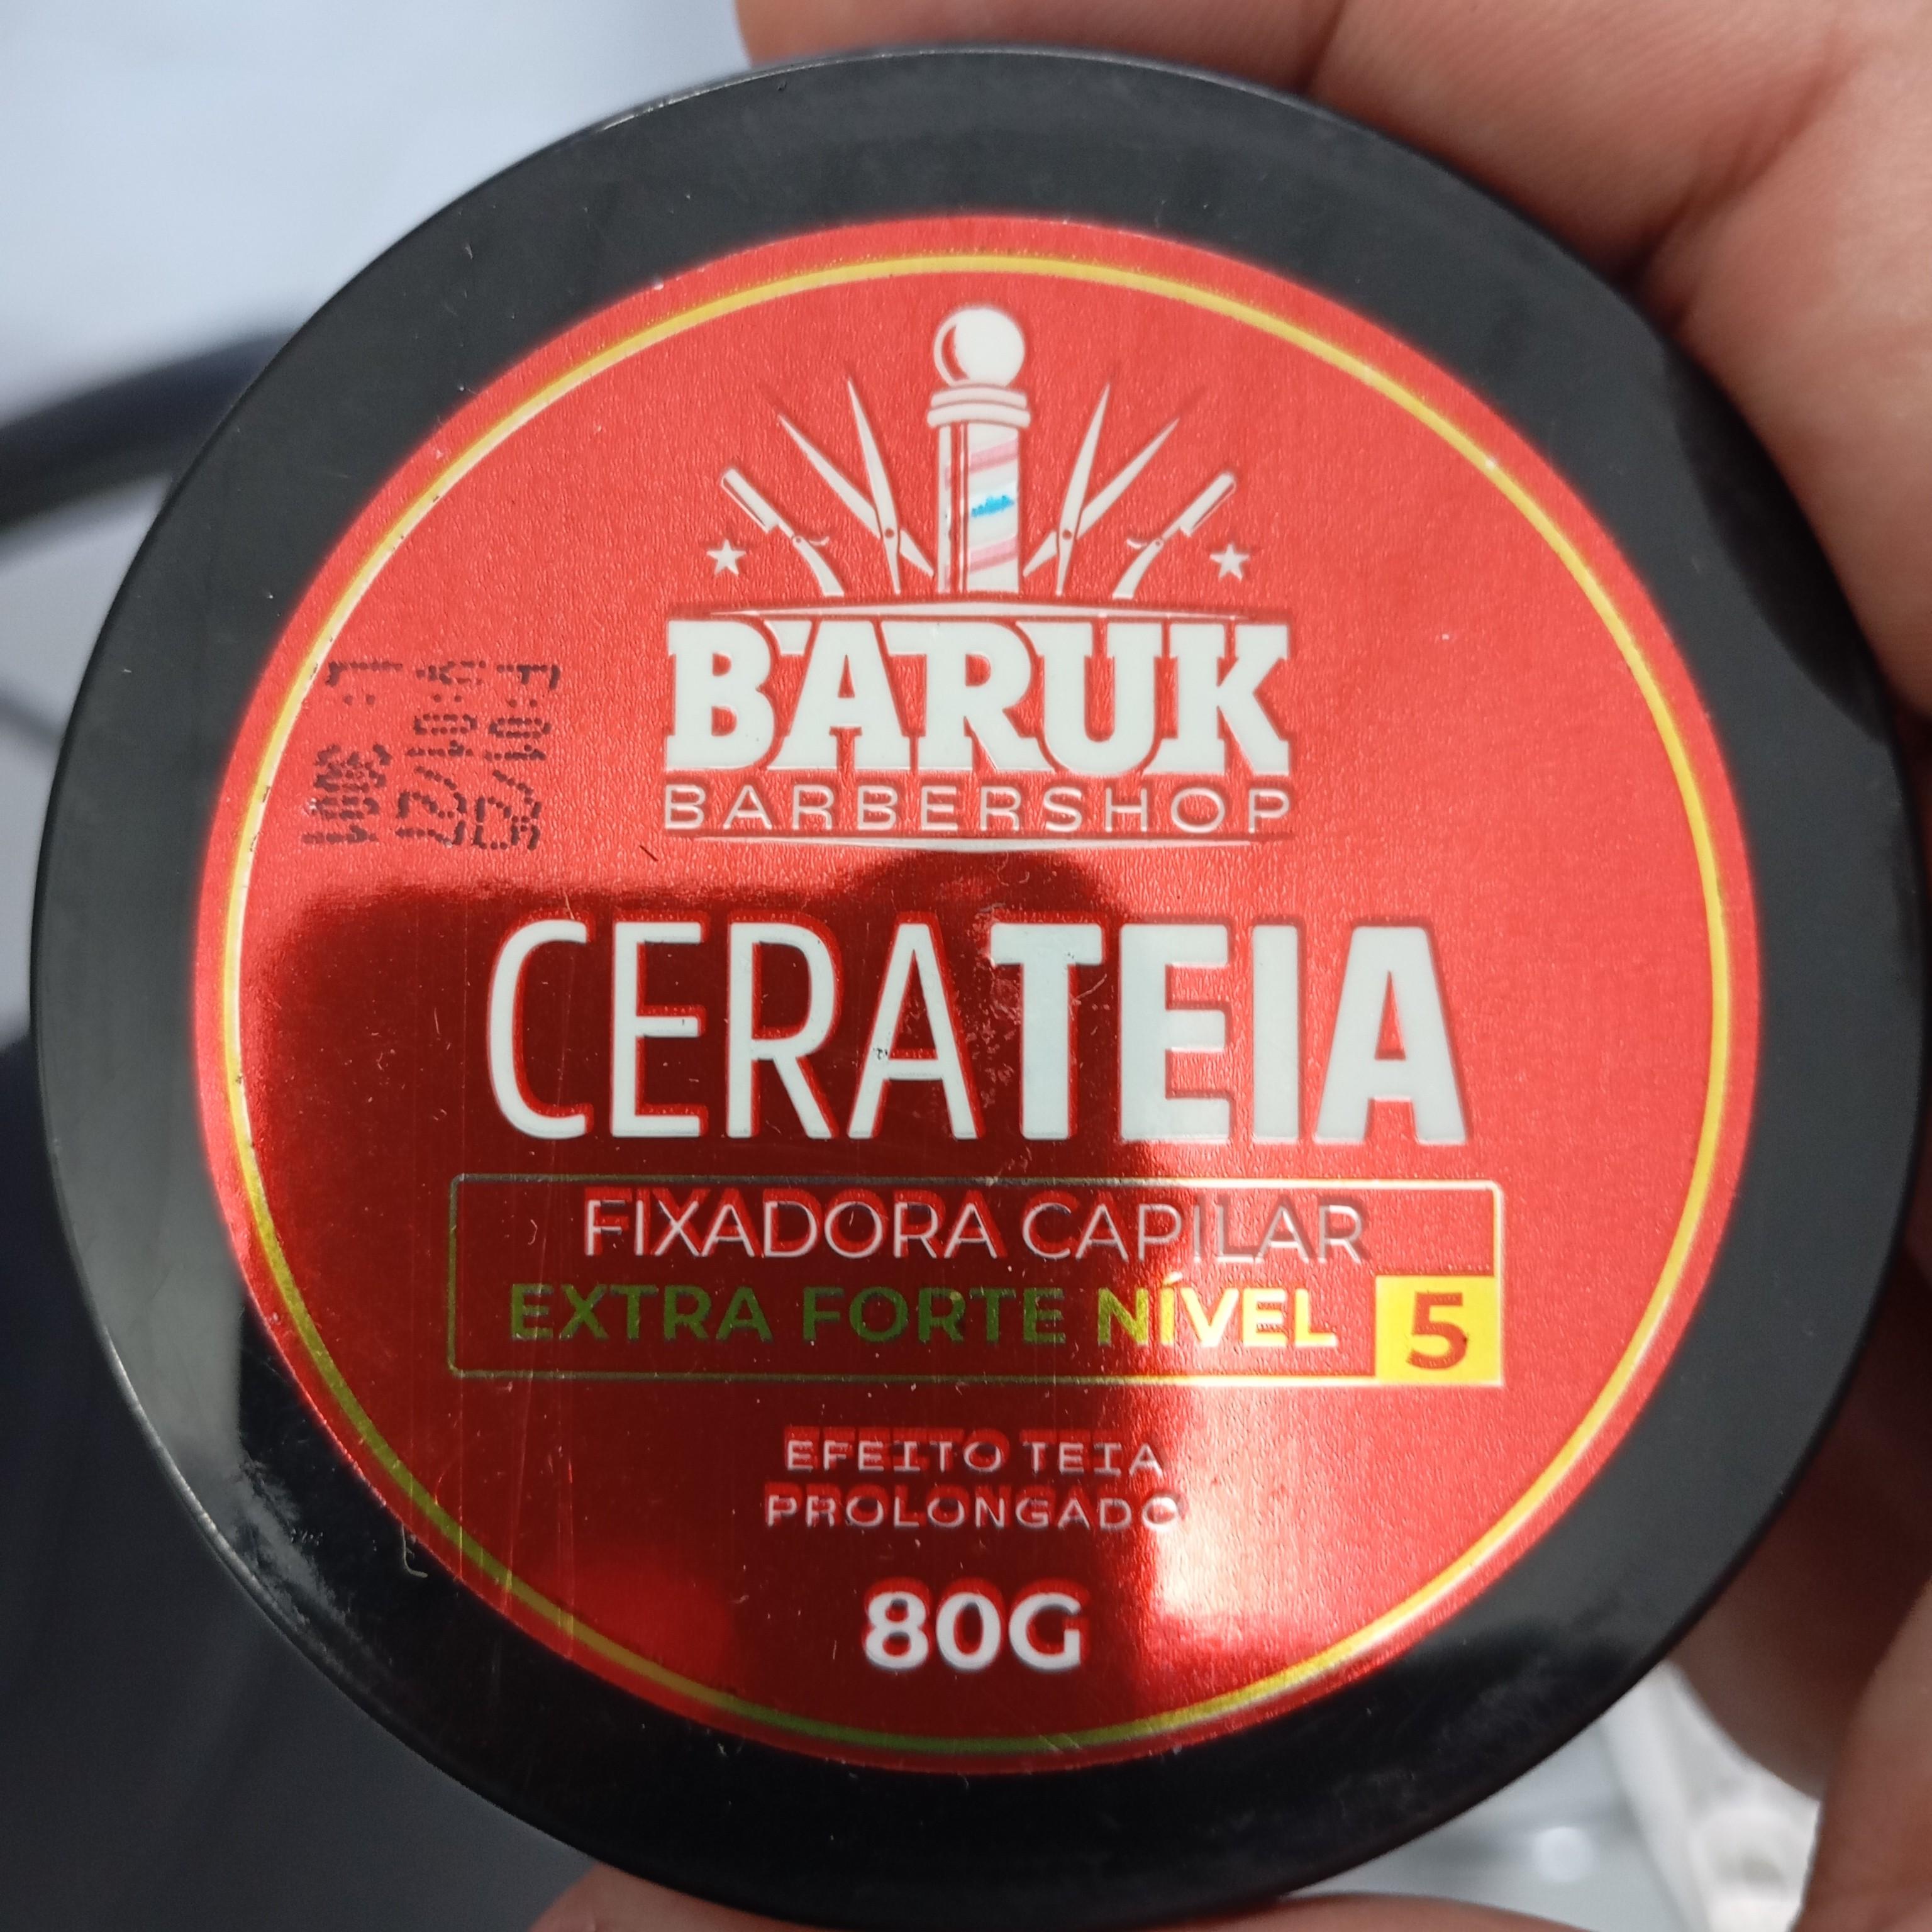 BARUK
BARBERSHOP
CERATEIA
FIXADORA CAPILAR
EXTRA FORTE NÍVEL 5
EFEITO TEIA
PROLONGADO
80G